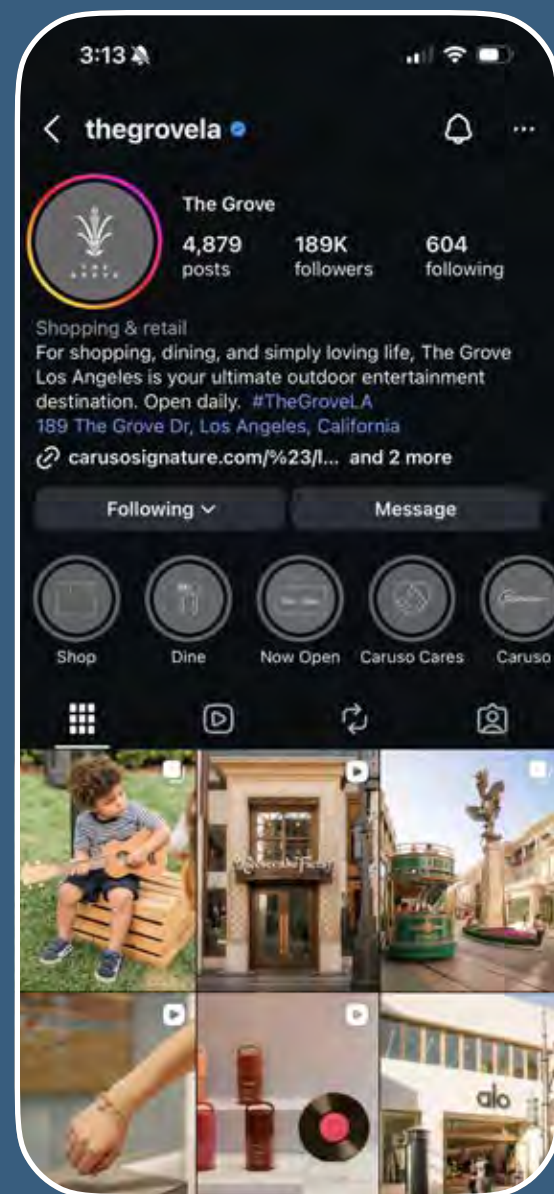 3:13
thegrovela
The Grove
4,879 189K 604
posts followers following
Shopping & retail
For shopping, dining, and simply loving life, The Grove
Los Angeles is your ultimate outdoor entertainment
destination. Open daily. #TheGroveLA
189 The Grove Dr, Los Angeles, California
carusosignature.com/%23/l... and 2 more
Following Message
Shop Dine Now Open Caruso Cares Caruso
alo